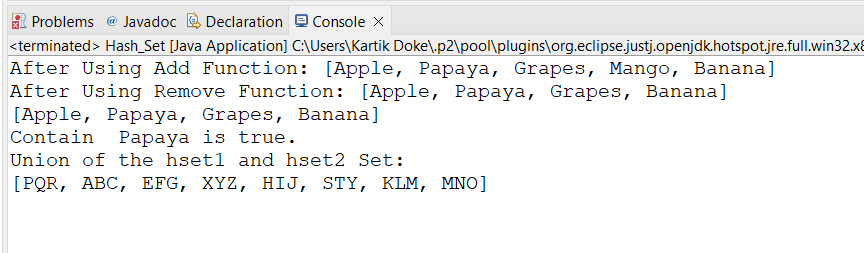 Problems @ Javadoc Declaration Console ×
<terminated> Hash_Set [Java Application] C:\Users\Kartik Doke\.p2\pool\plugins\org.eclipse.justj.openjdk.hotspot.jre.full.win32.x8
After Using Add Function: [Apple, Papaya, Grapes, Mango, Banana]
After Using Remove Function: [Apple, Papaya, Grapes, Banana]
[Apple, Papaya, Grapes, Banana]
Contain  Papaya is true.
Union of the hset1 and hset2 Set:
[PQR, ABC, EFG, XYZ, HIJ, STY, KLM, MNO]